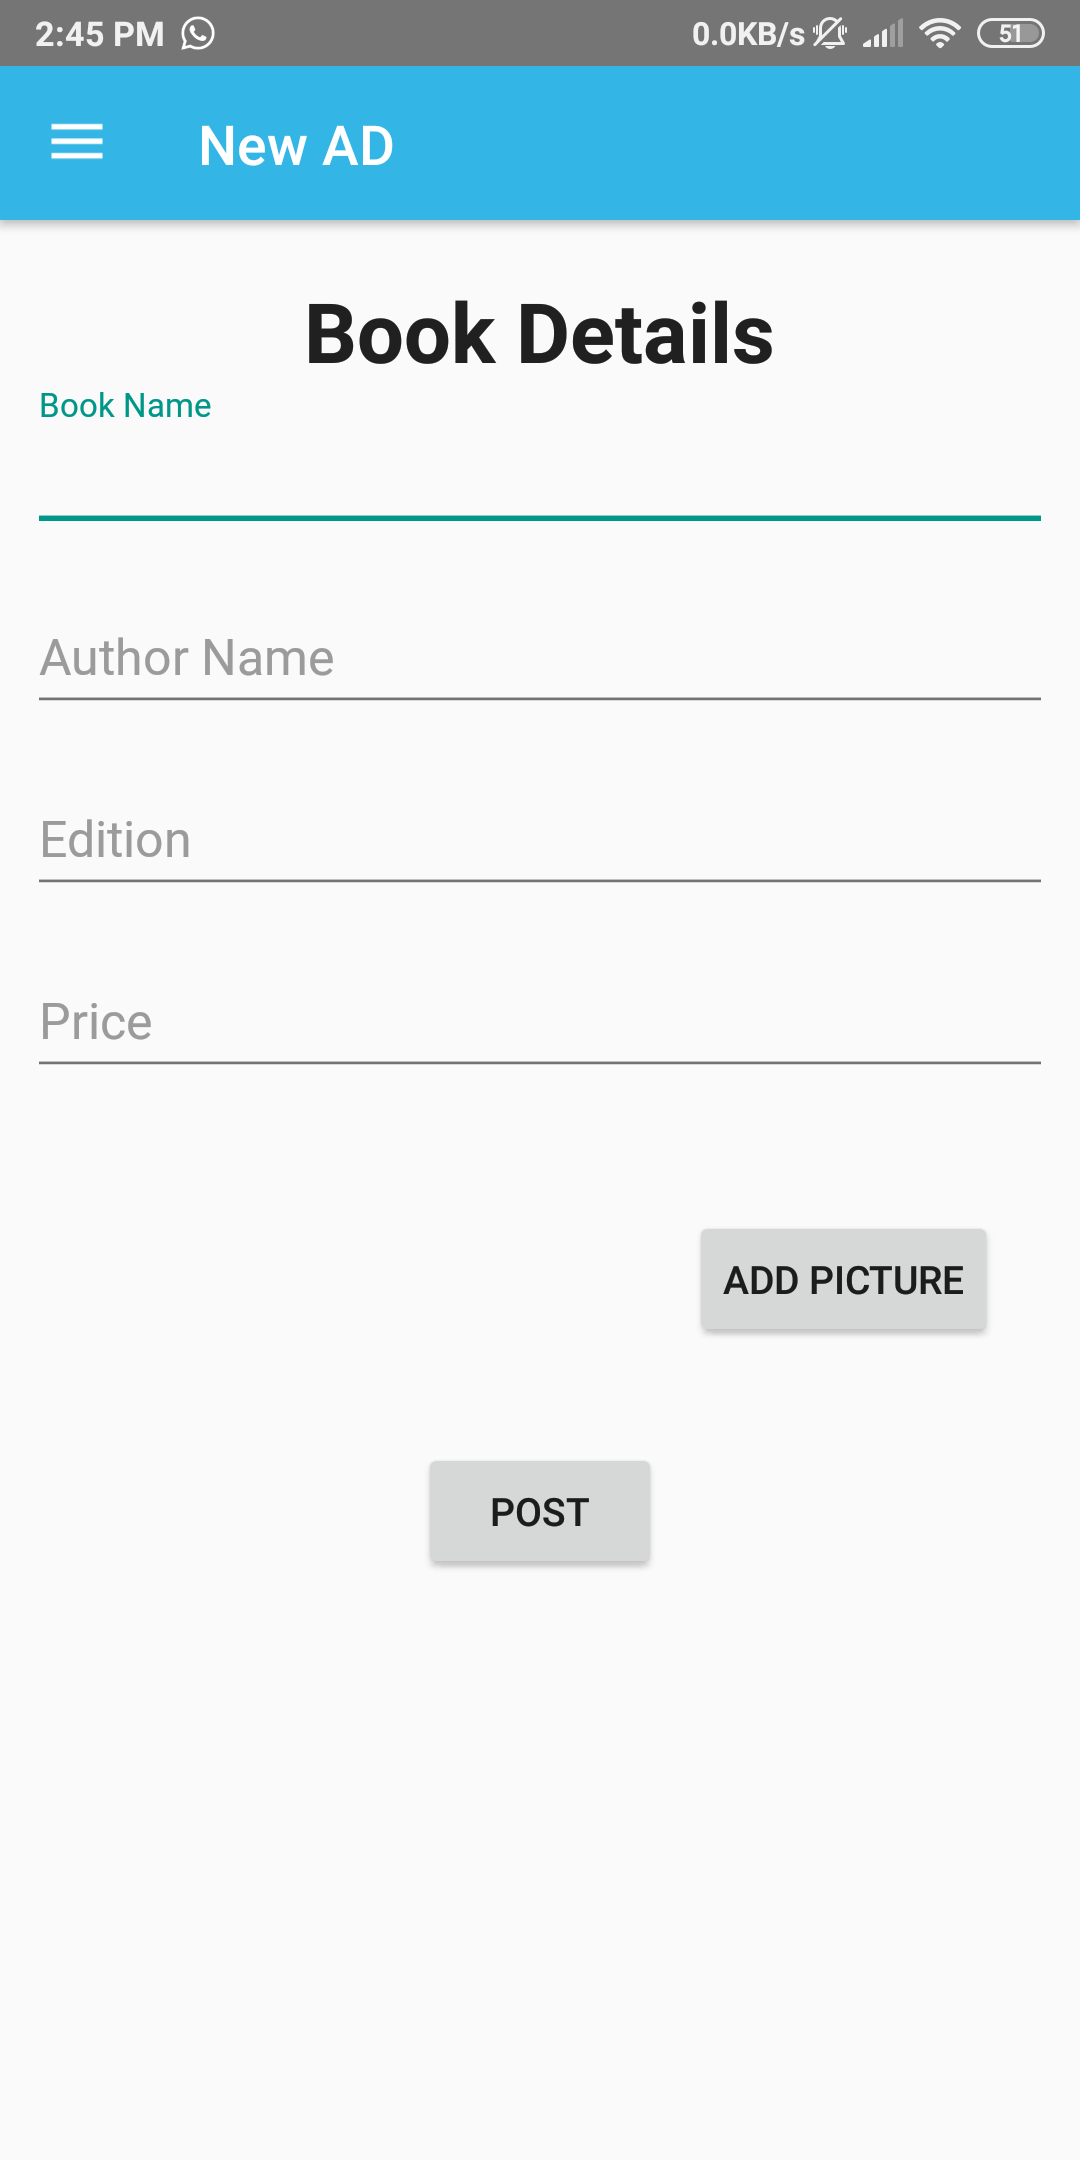 2:45 PM 0.0KB/s 51
New AD
Book Details
Book Name
Author Name
Edition
Price
ADD PICTURE
POST